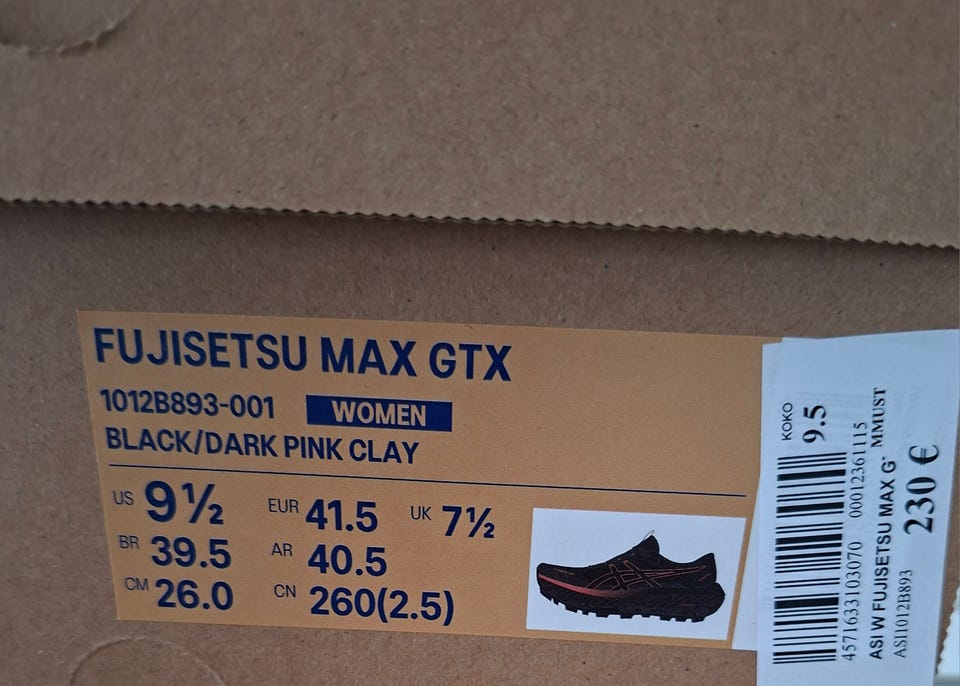 FUJISETSU MAX GTX
1012B893-001 WOMEN
BLACK/DARK PINK CLAY
US 9½ EUR 41.5 UK 7½
BR 39.5 AR 40.5
CM 26.0 CN 260(2.5)
KOKO
9.5
4571633103070 00012361115
ASI W FUJISETSU MAX G" MMUST
ASI1012B893
230 €